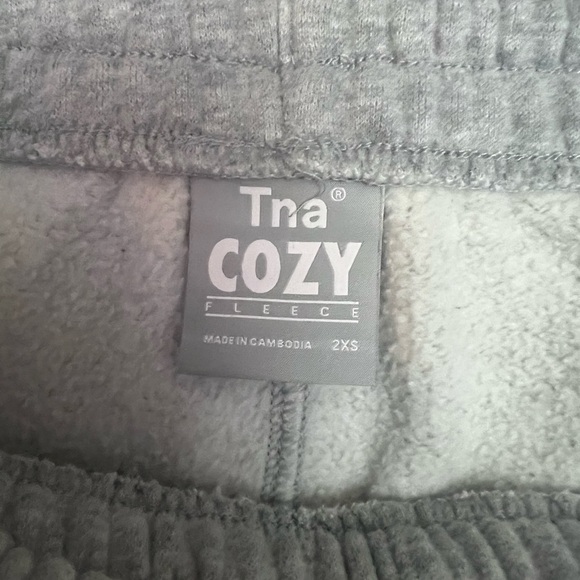 Tna®
COZY
FLEECE
MADE IN CAMBODIA 2XS